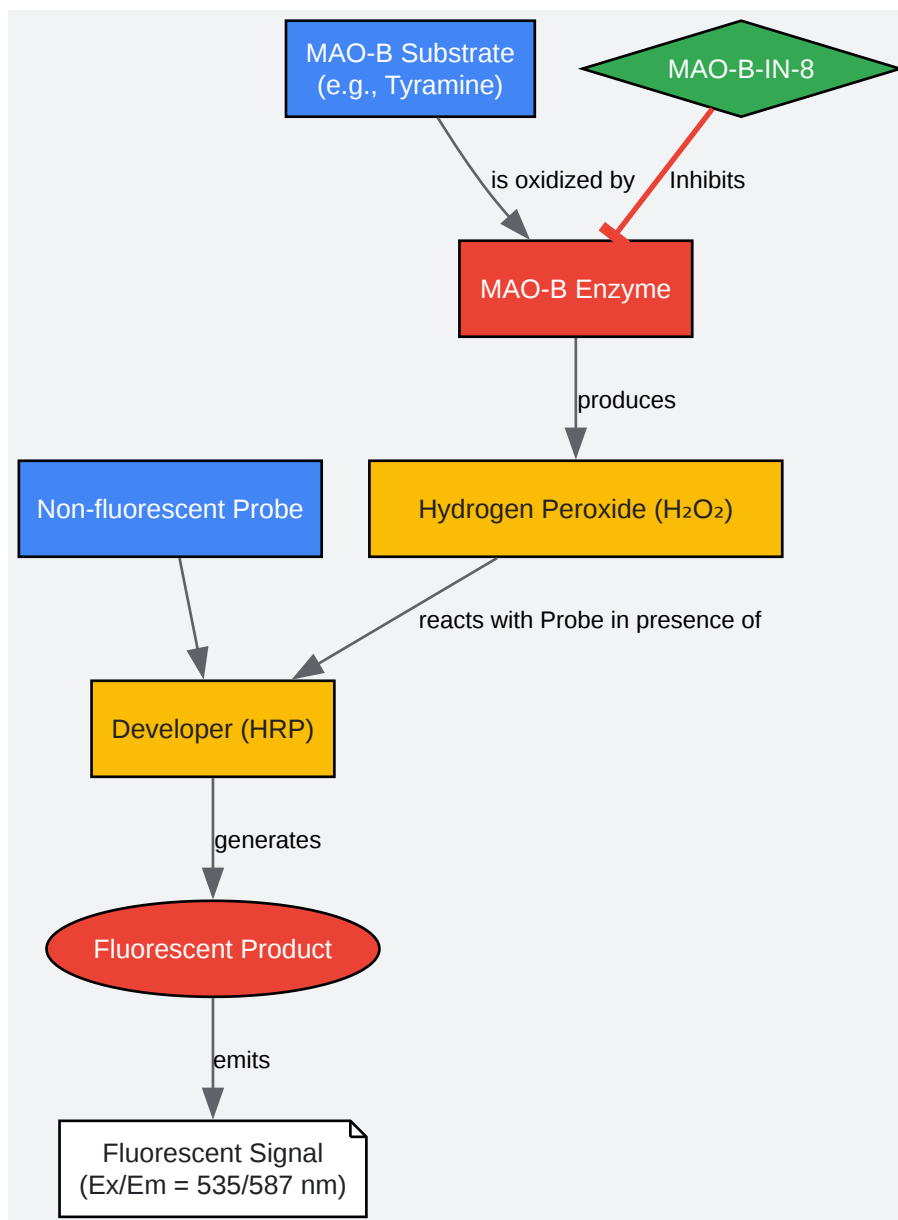 MAO-B Substrate
(e.g., Tyramine)
MAO-B-IN-8
is oxidized by
Inhibits
MAO-B Enzyme
produces
Non-fluorescent Probe
Hydrogen Peroxide (H₂O₂)
reacts with Probe in presence of
Developer (HRP)
generates
Fluorescent Product
emits
Fluorescent Signal
(Ex/Em = 535/587 nm)